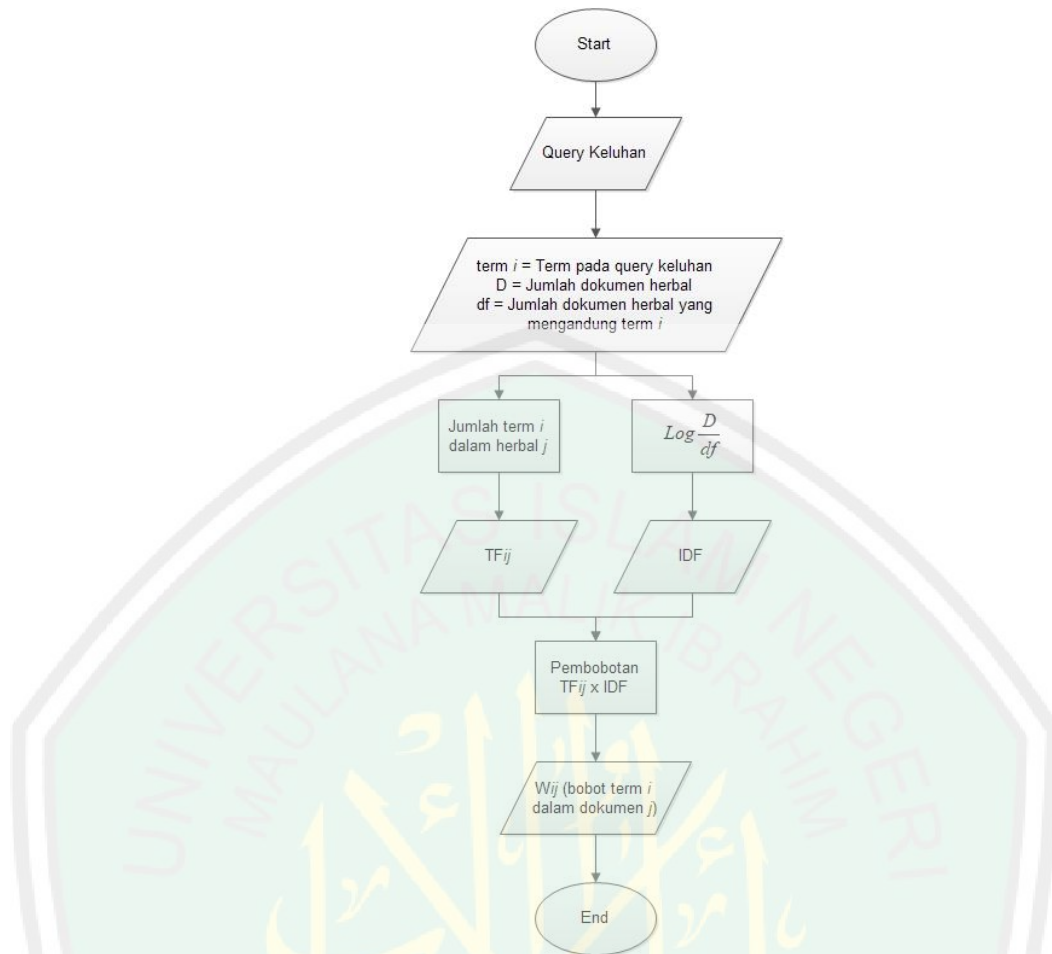 Start
Query Keluhan
term i = Term pada query keluhan
D = Jumlah dokumen herbal
df = Jumlah dokumen herbal yang
mengandung term i
Jumlah term i
dalam herbal j
Log D/df
TFij
IDF
Pembobotan
TFij x IDF
Wij (bobot term i
dalam dokumen j)
End
UNIVERSITAS ISLAM NEGERI
MAULANA MALIK IBRAHIM